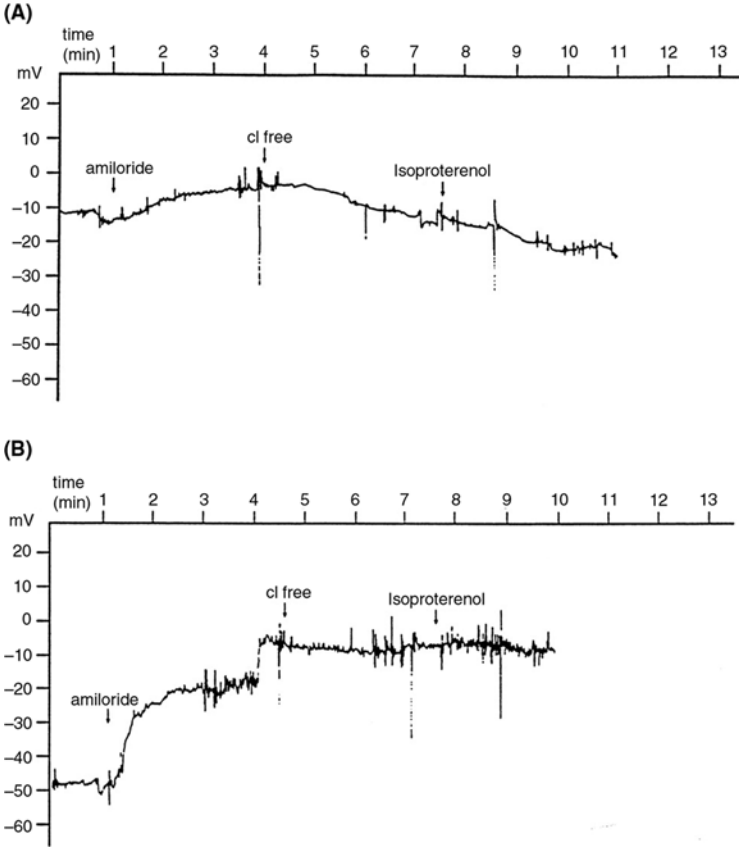 (A)
time
(min) 1 2 3 4 5 6 7 8 9 10 11 12 13
mV
20
10
cl free
0
amiloride
Isoproterenol
−10
−20
−30
−40
−50
−60
(B)
time
(min) 1 2 3 4 5 6 7 8 9 10 11 12 13
mV
20
10
cl free
Isoproterenol
0
−10
−20
amiloride
−30
−40
−50
−60